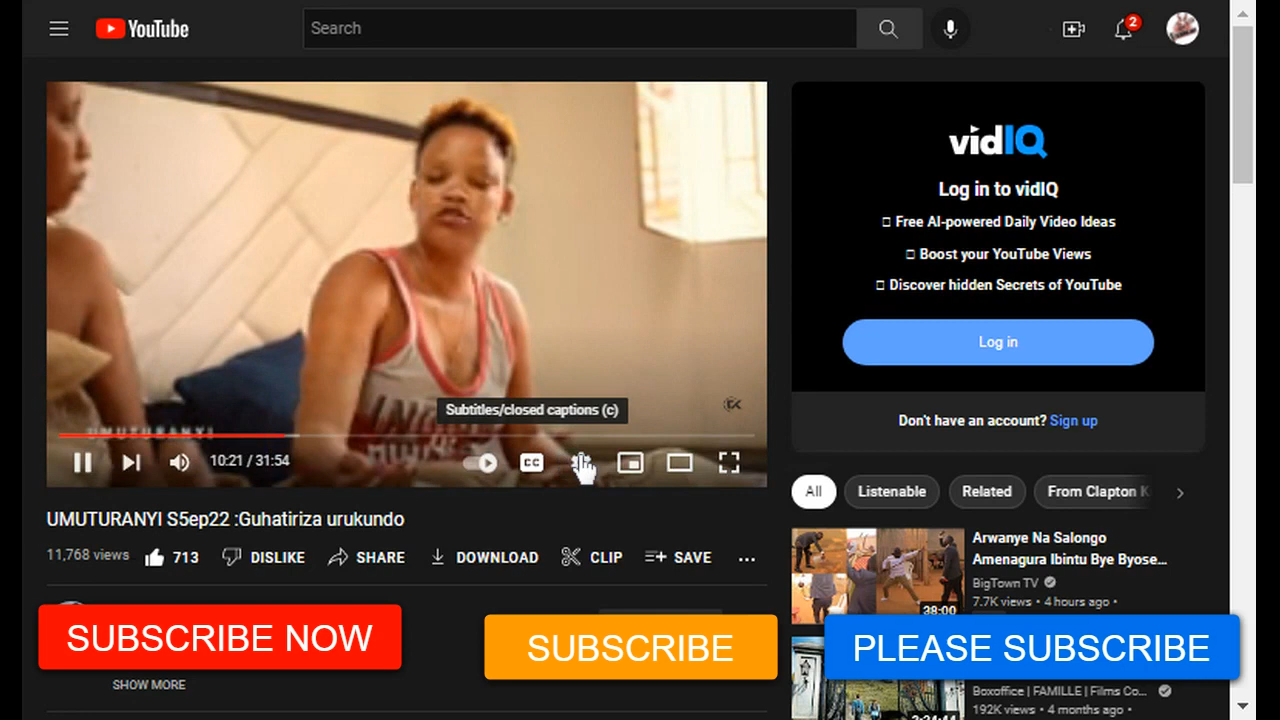 YouTube
Search
2
vidIQ
Log in to vidIQ
Free AI-powered Daily Video Ideas
Boost your YouTube Views
Discover hidden Secrets of YouTube
Log in
Don't have an account? Sign up
Subtitles/closed captions (c)
UMUTURANYI
10:21 / 31:54
CC
All
Listenable
Related
From Clapton K
UMUTURANYI S5ep22 :Guhatiriza urukundo
11,768 views
713
DISLIKE
SHARE
DOWNLOAD
CLIP
SAVE
...
38:00
Arwanye Na Salongo
Amenagura Ibintu Bye Byose...
BigTown TV
7.7K views • 4 hours ago •
SUBSCRIBE NOW
SUBSCRIBE
PLEASE SUBSCRIBE
SHOW MORE
Boxoffice | FAMILLE | Films Co...
192K views • 4 months ago •